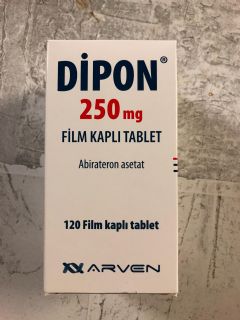 DİPON®
250 mg
FİLM KAPLI TABLET
Abirateron asetat
120 Film kaplı tablet
ARVEN